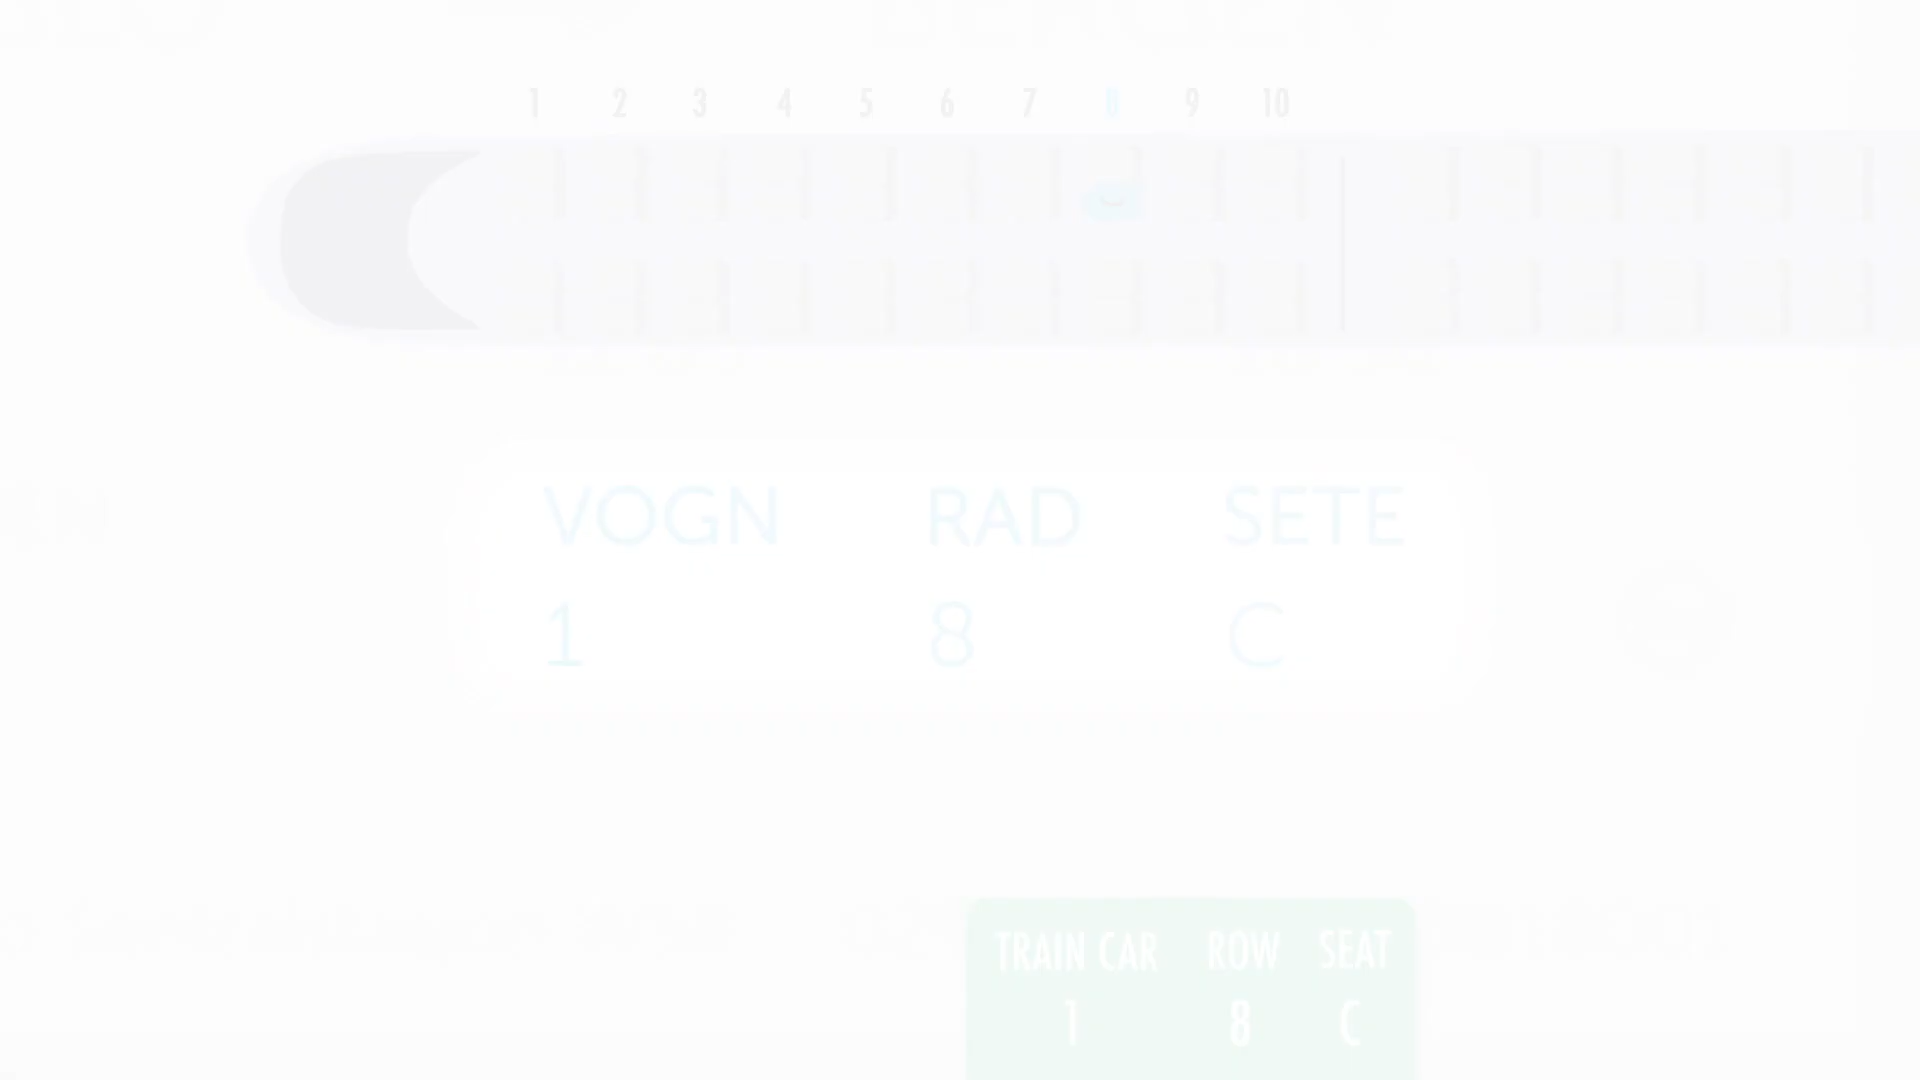 1 2 3 4 5 6 7 8 9 10
VOGN RAD SETE
1 8 C
TRAIN CAR ROW SEAT
1 8 C